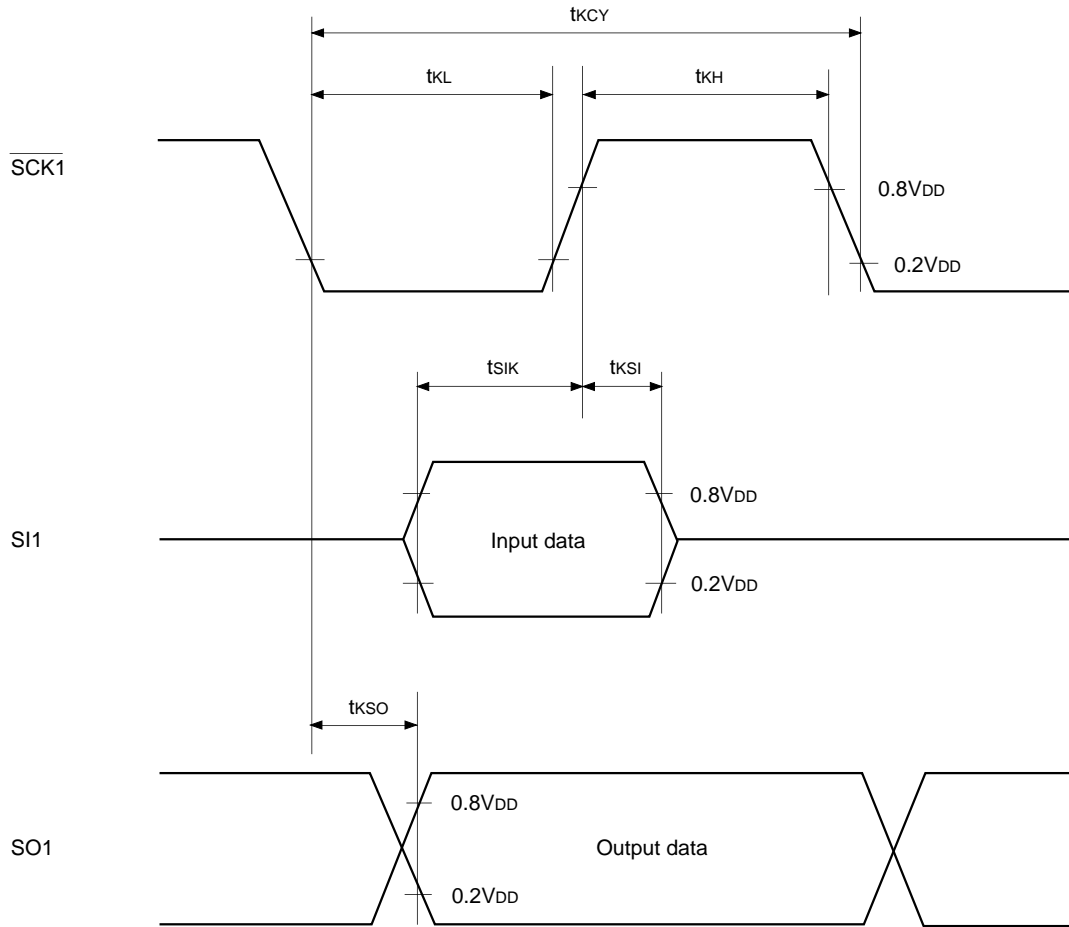 tKCY
tKL
tKH
SCK1
0.8VDD
0.2VDD
tSIK
tKSI
0.8VDD
SI1
Input data
0.2VDD
tKSO
0.8VDD
SO1
Output data
0.2VDD